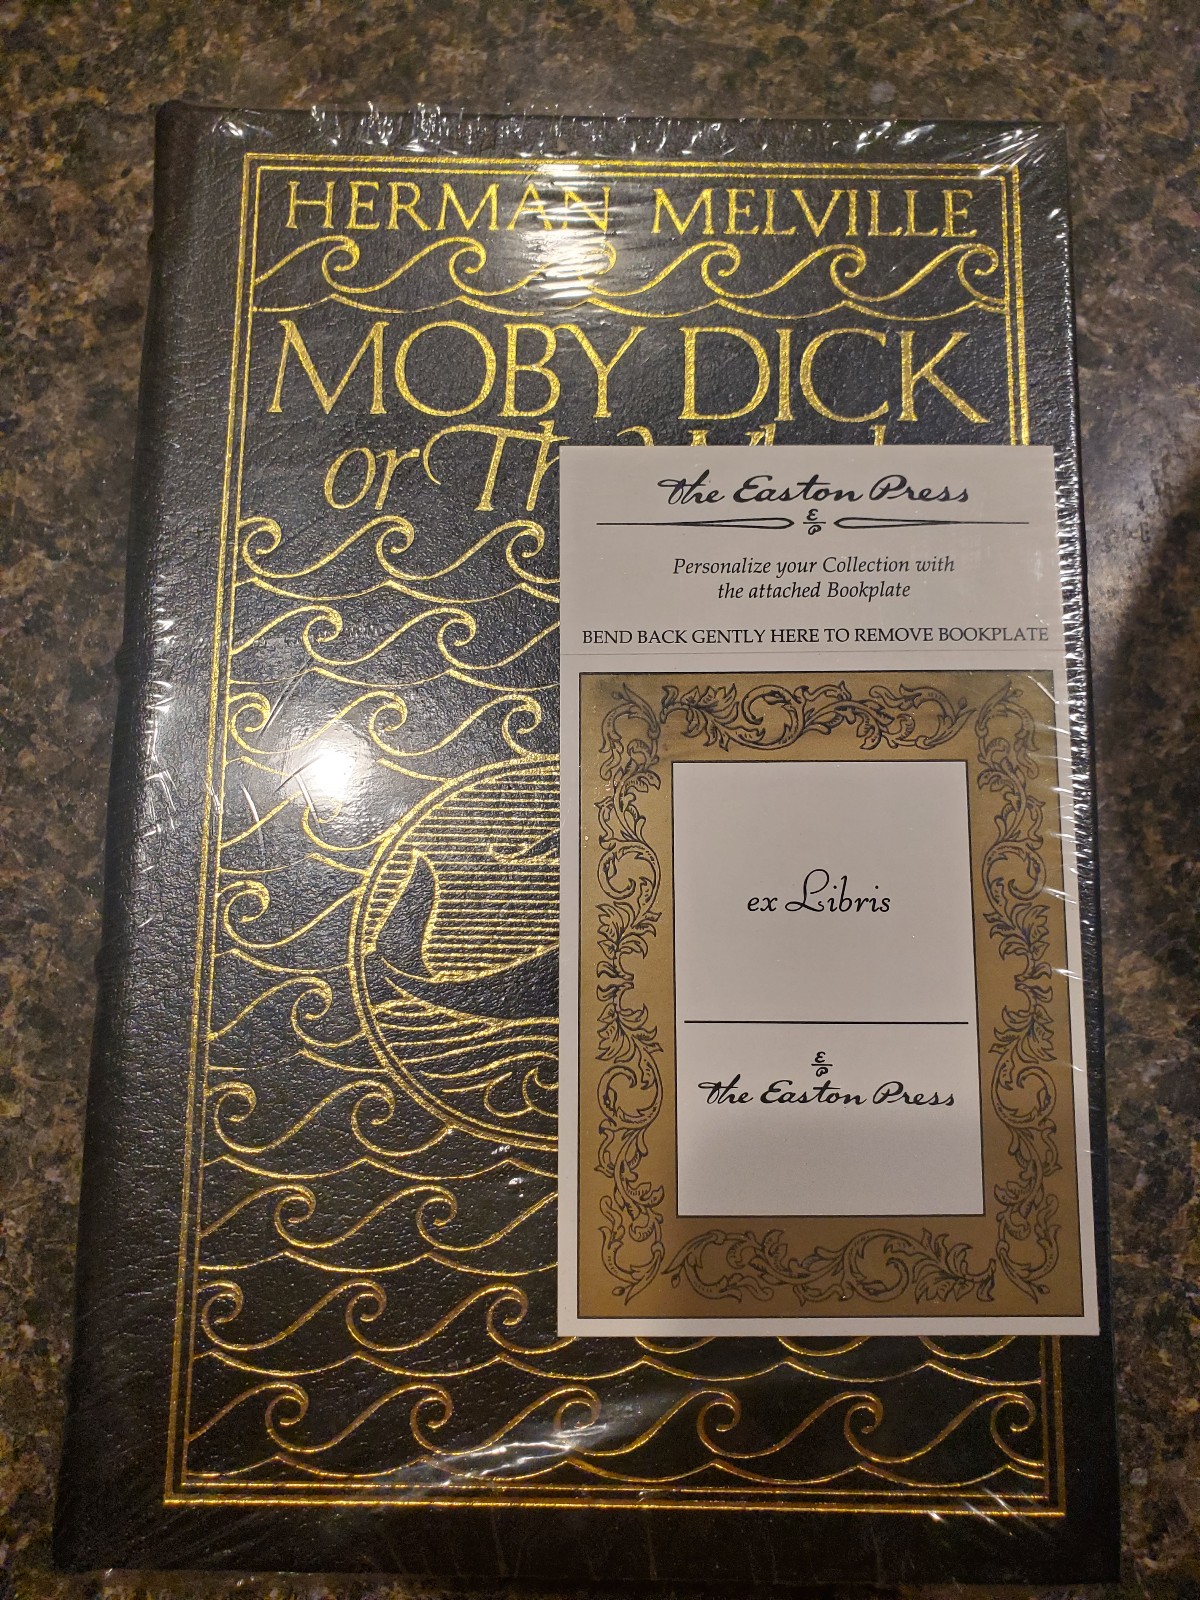 HERMAN MELVILLE
MOBY DICK
or
The Easton Press
E
P
Personalize your Collection with
the attached Bookplate
BEND BACK GENTLY HERE TO REMOVE BOOKPLATE
ex Libris
E
P
The Easton Press